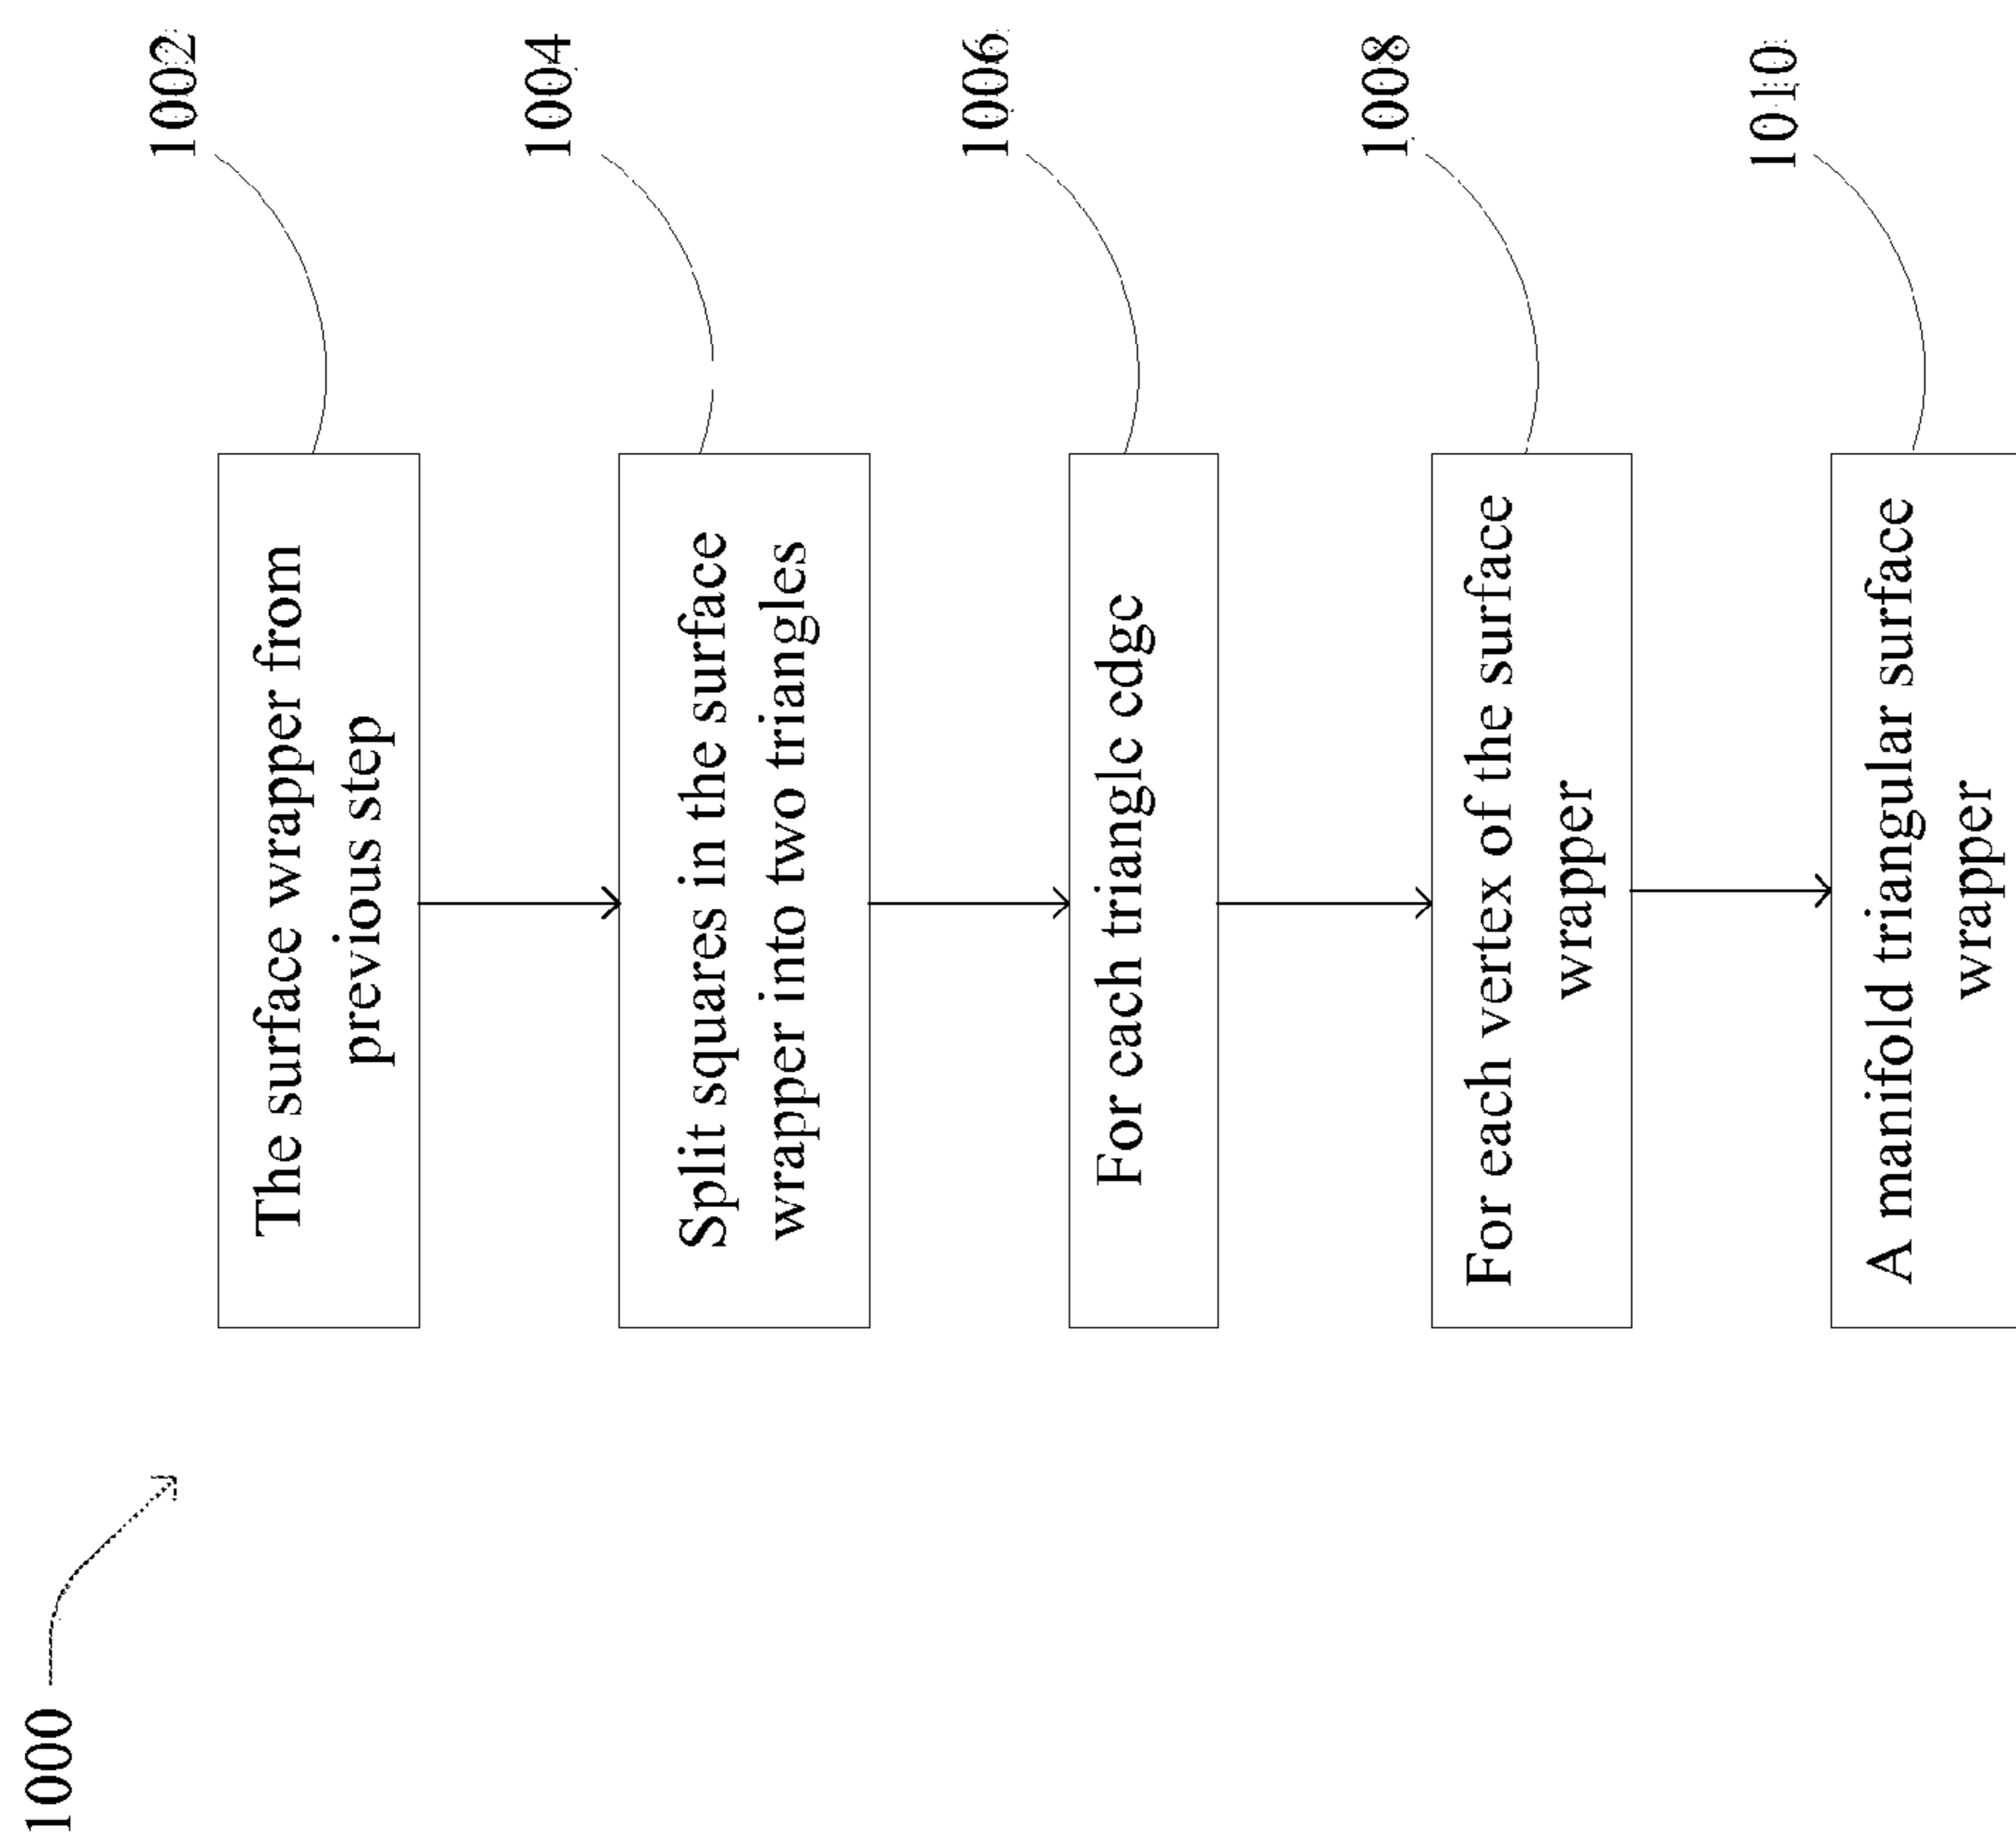 1000
1002
The surface wrapper from
previous step
1004
Split squares in the surface
wrapper into two triangles
1006
For each triangle edge
1008
For each vertex of the surface
wrapper
1010
A manifold triangular surface
wrapper